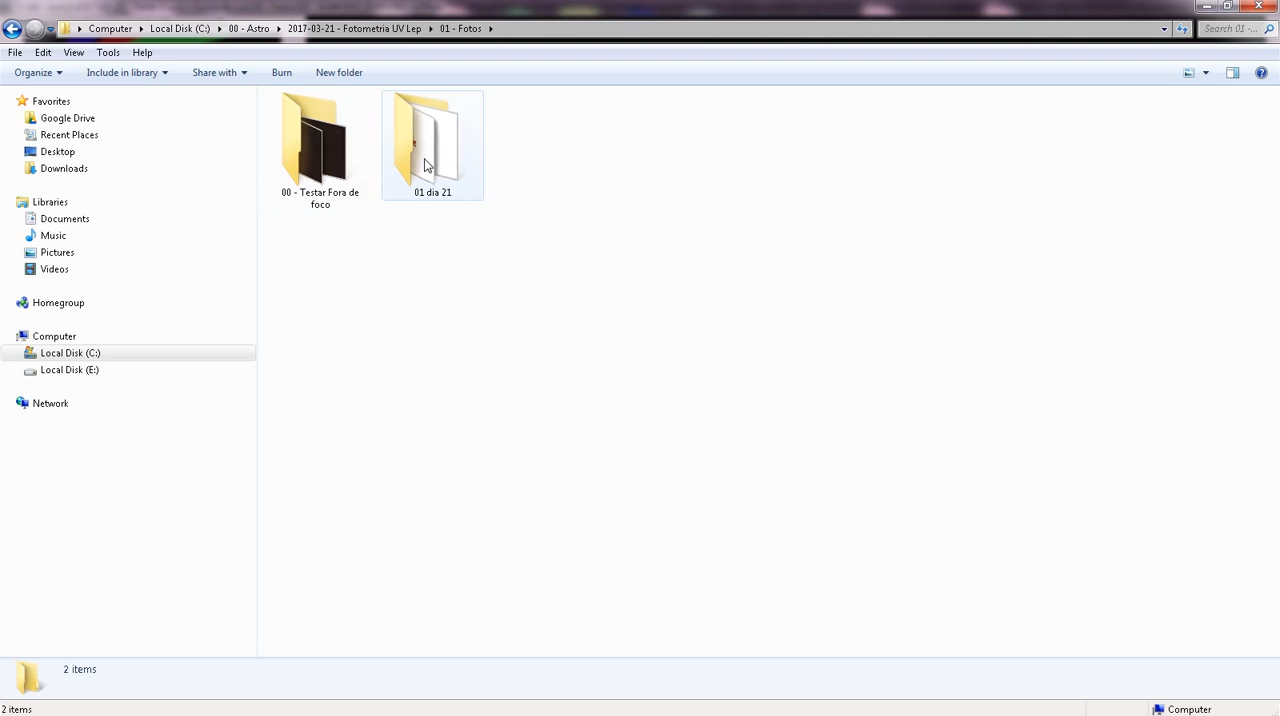 Computer ▸ Local Disk (C:) ▸ 00 - Astro ▸ 2017-03-21 - Fotometria UV Lep ▸ 01 - Fotos ▸ Search 01 -...
File Edit View Tools Help
Organize Include in library Share with Burn New folder
Favorites
Google Drive
Recent Places
Desktop
Downloads
Libraries
Documents
Music
Pictures
Videos
Homegroup
Computer
Local Disk (C:)
Local Disk (E:)
Network
00 - Testar Fora de
foco
01 dia 21
2 items
2 items Computer